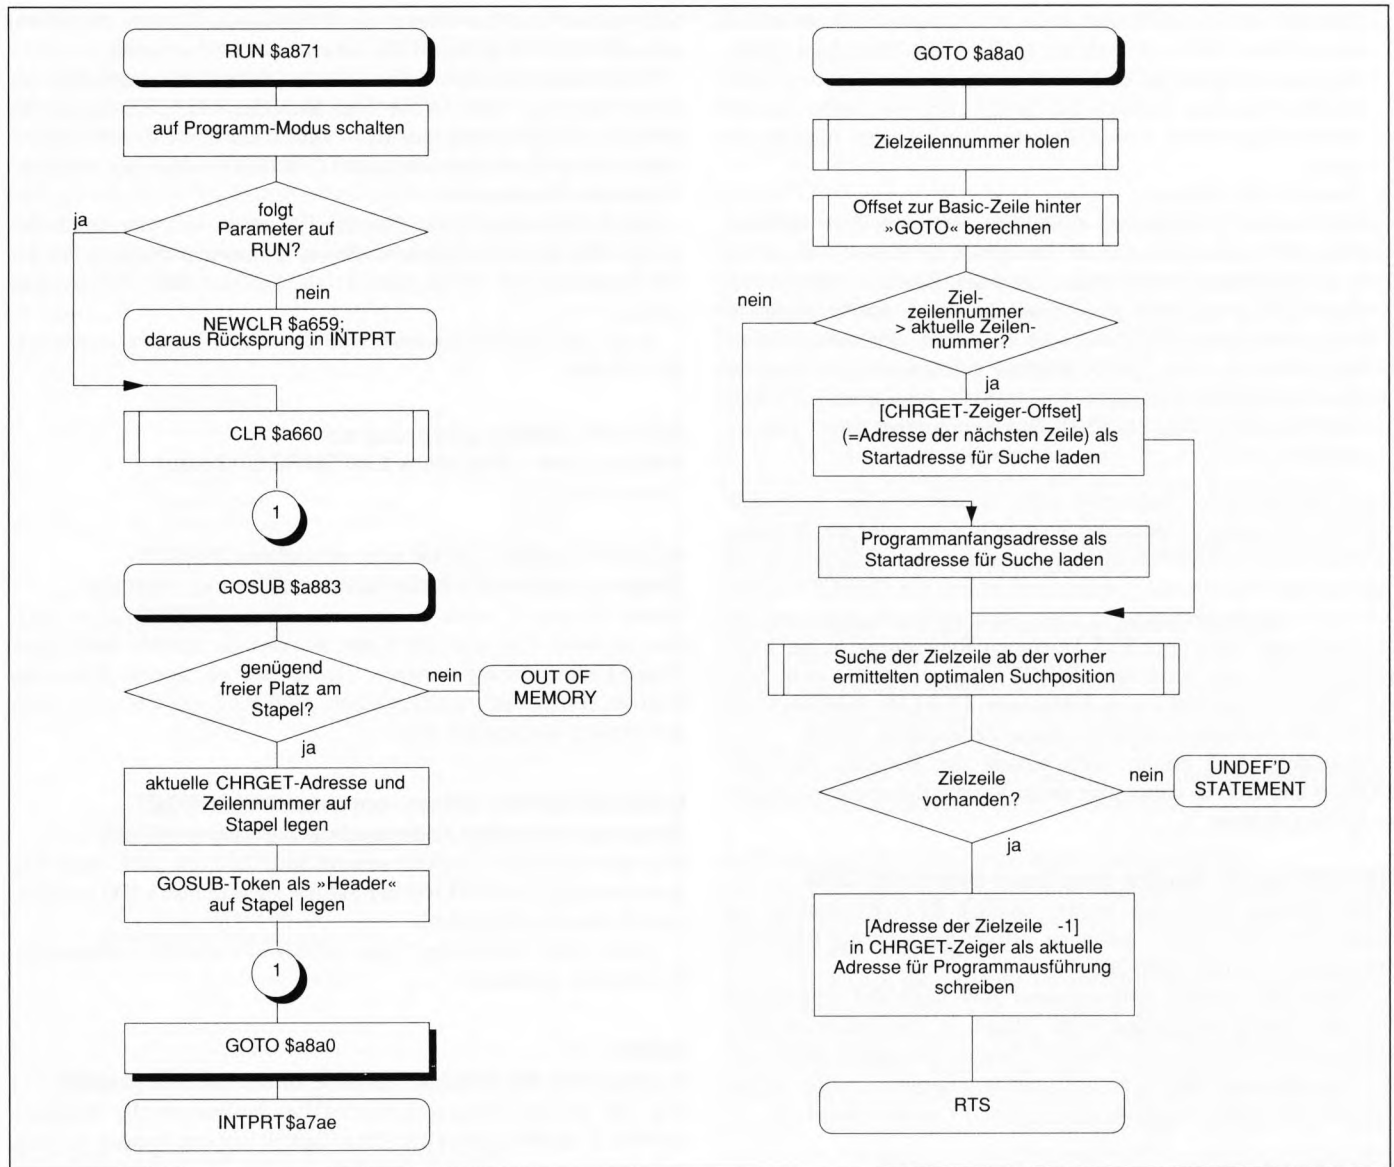 RUN $a871
auf Programm-Modus schalten
ja
folgt
Parameter auf
RUN?
nein
NEWCLR $a659;
daraus Rücksprung in INTPRT
CLR $a660
1
GOSUB $a883
genügend
freier Platz am
Stapel?
nein
OUT OF
MEMORY
ja
aktuelle CHRGET-Adresse und
Zeilennummer auf
Stapel legen
GOSUB-Token als »Header«
auf Stapel legen
1
GOTO $a8a0
INTPRT$a7ae
GOTO $a8a0
Zielzeilennummer holen
Offset zur Basic-Zeile hinter
»GOTO« berechnen
nein
Ziel-
zeilennummer
> aktuelle Zeilen-
nummer?
ja
[CHRGET-Zeiger-Offset]
(=Adresse der nächsten Zeile) als
Startadresse für Suche laden
Programmanfangsadresse als
Startadresse für Suche laden
Suche der Zielzeile ab der vorher
ermittelten optimalen Suchposition
Zielzeile
vorhanden?
nein
UNDEF'D
STATEMENT
ja
[Adresse der Zielzeile -1]
in CHRGET-Zeiger als aktuelle
Adresse für Programmausführung
schreiben
RTS